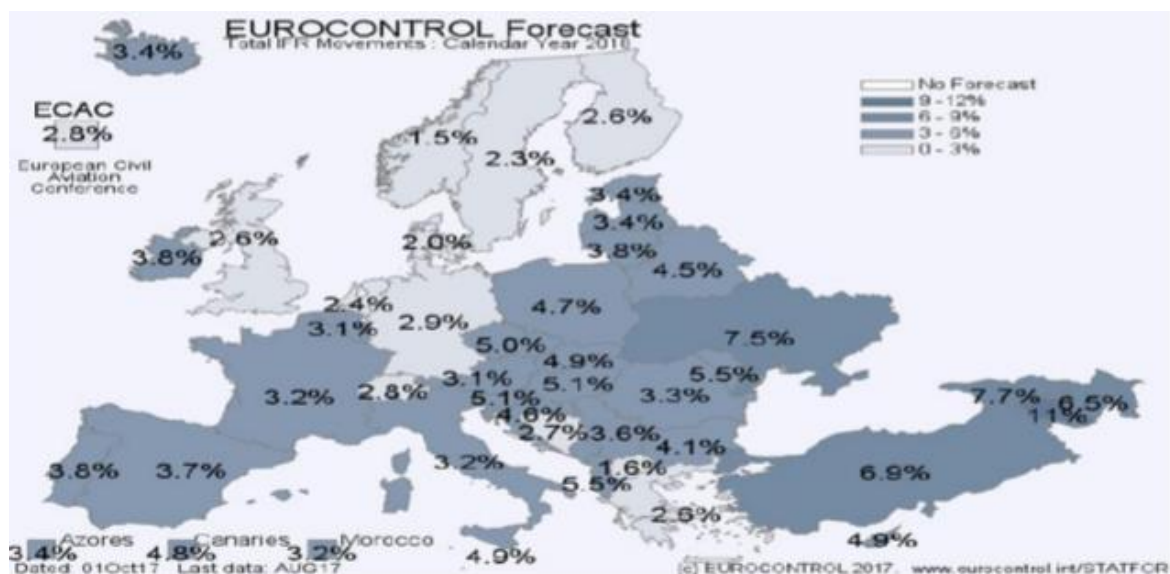 EUROCONTROL Forecast
Total IFR Movements : Calendar Year 2018
3.4%
ECAC
2.8%
European Civil
Aviation
Conference
No Forecast
9 - 12%
6 - 9%
3 - 6%
0 - 3%
1.5%
2.6%
2.3%
3.4%
3.4%
3.8%
2.6%
2.0%
3.8%
4.5%
2.4%
4.7%
3.1%
2.9%
7.5%
5.0%
4.9%
3.1%
5.1%
5.5%
3.2%
2.8%
5.1%
3.3%
7.7%
6.5%
4.6%
11%
2.7%
3.6%
4.1%
3.8%
3.7%
3.2%
1.6%
6.9%
5.5%
2.6%
Azores
Canaries
Morocco
3.4%
4.8%
3.2%
4.9%
4.9%
Dated: 01Oct17 Last data: AUG17
(c) EUROCONTROL 2017. www.eurocontrol.int/STATFOR